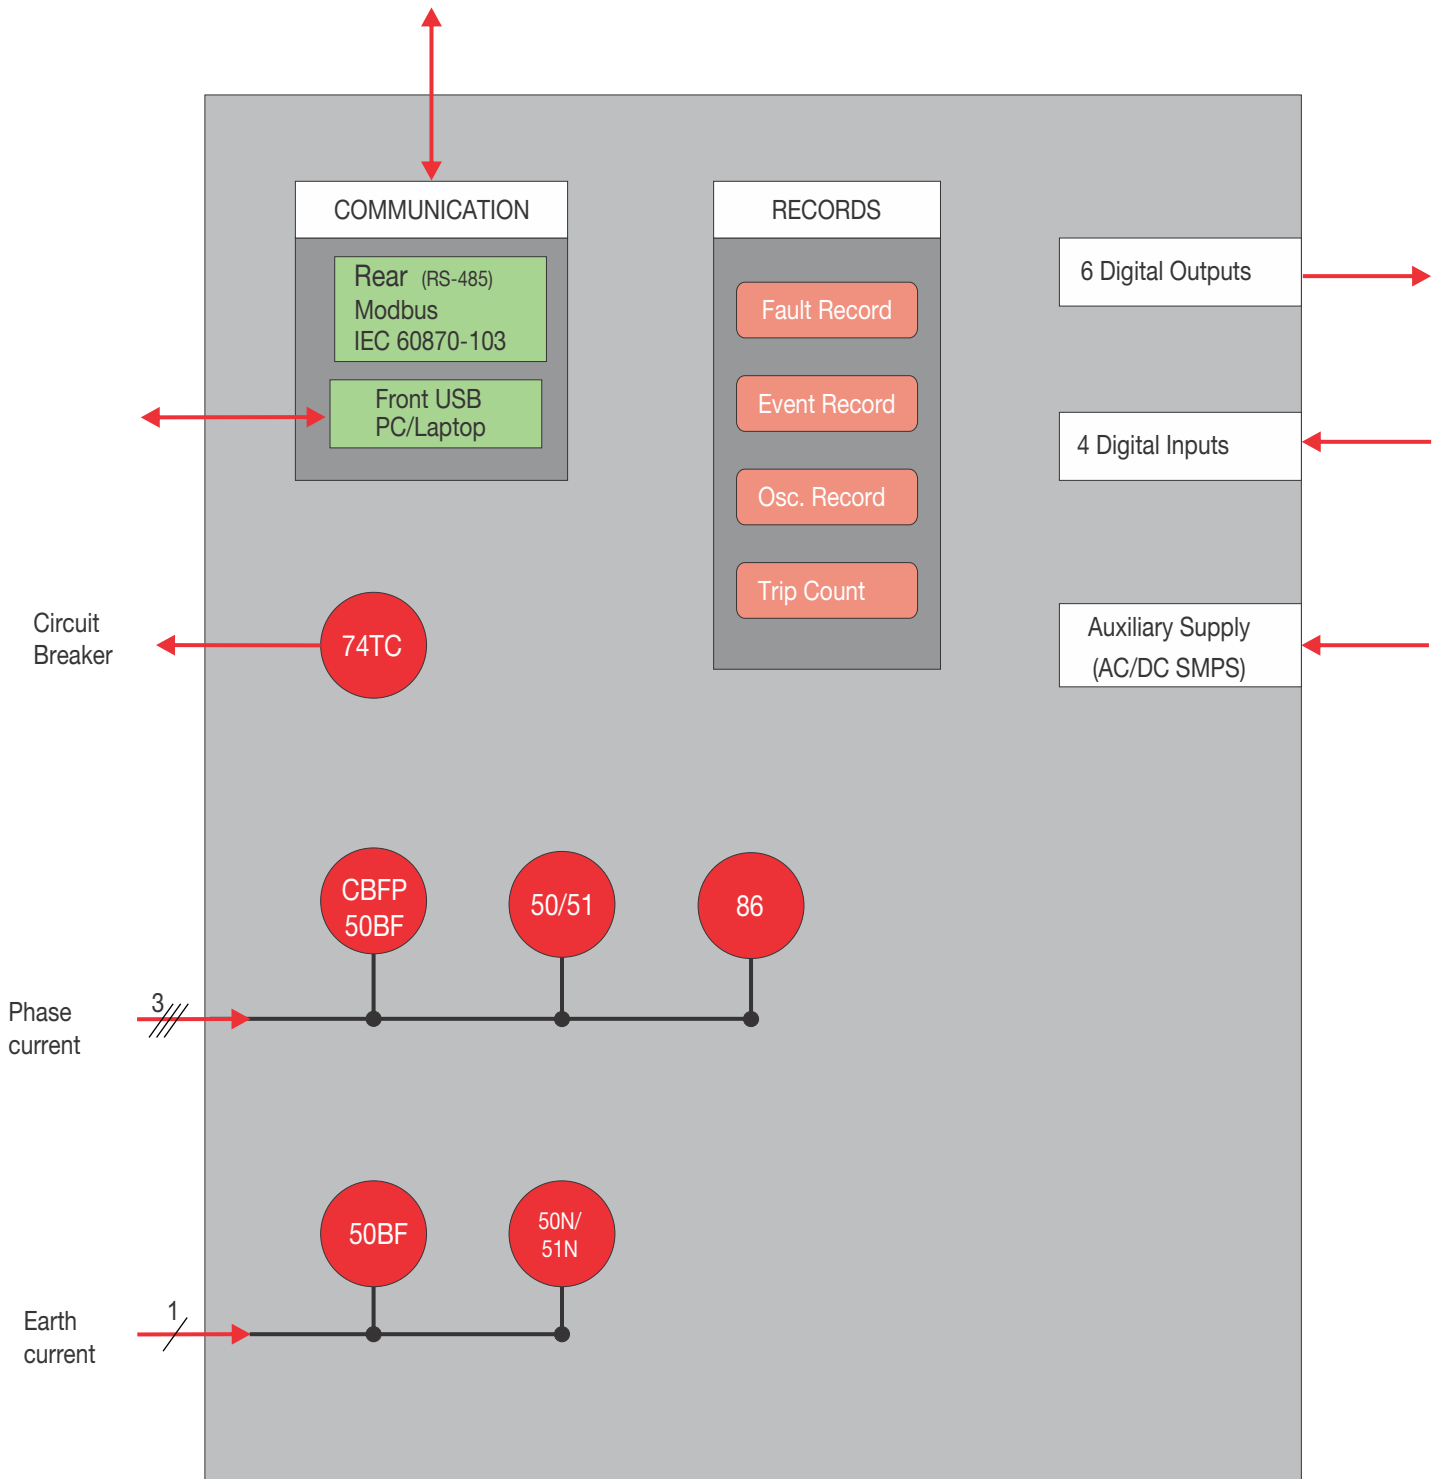 COMMUNICATION
Rear (RS-485)
Modbus
IEC 60870-103
Front USB
PC/Laptop
RECORDS
Fault Record
Event Record
Osc. Record
Trip Count
6 Digital Outputs
4 Digital Inputs
Auxiliary Supply
(AC/DC SMPS)
Circuit
Breaker
74TC
CBFP
50BF
50/51
86
Phase
current
3
50BF
50N/
51N
Earth
current
1